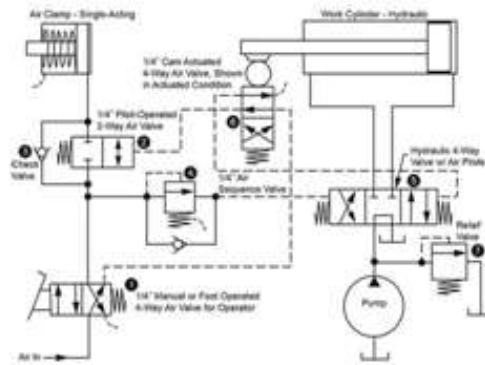 Air Clamp - Single-Acting
Work Cylinder - Hydraulic
1/4" Cam Actuated
4-Way Air Valve, Shown
in Actuated Condition
1/4" Pilot-Operated
2-Way Air Valve
Check
Valve
1/4" Air
Sequence Valve
Hydraulic 4-Way
Valve w/ Air Pilots
Relief
Valve
1/4" Manual or Foot Operated
4-Way Air Valve for Operator
Pump
Air In